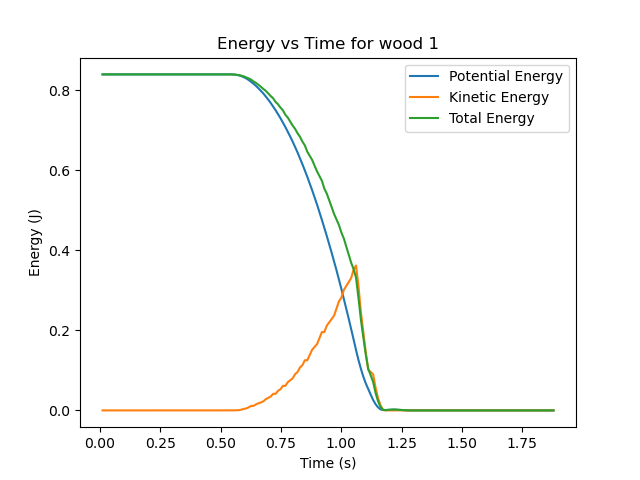 Energy vs Time for wood 1
Potential Energy
Kinetic Energy
Total Energy
Energy (J)
0.8
0.6
0.4
0.2
0.0
0.00 0.25 0.50 0.75 1.00 1.25 1.50 1.75
Time (s)